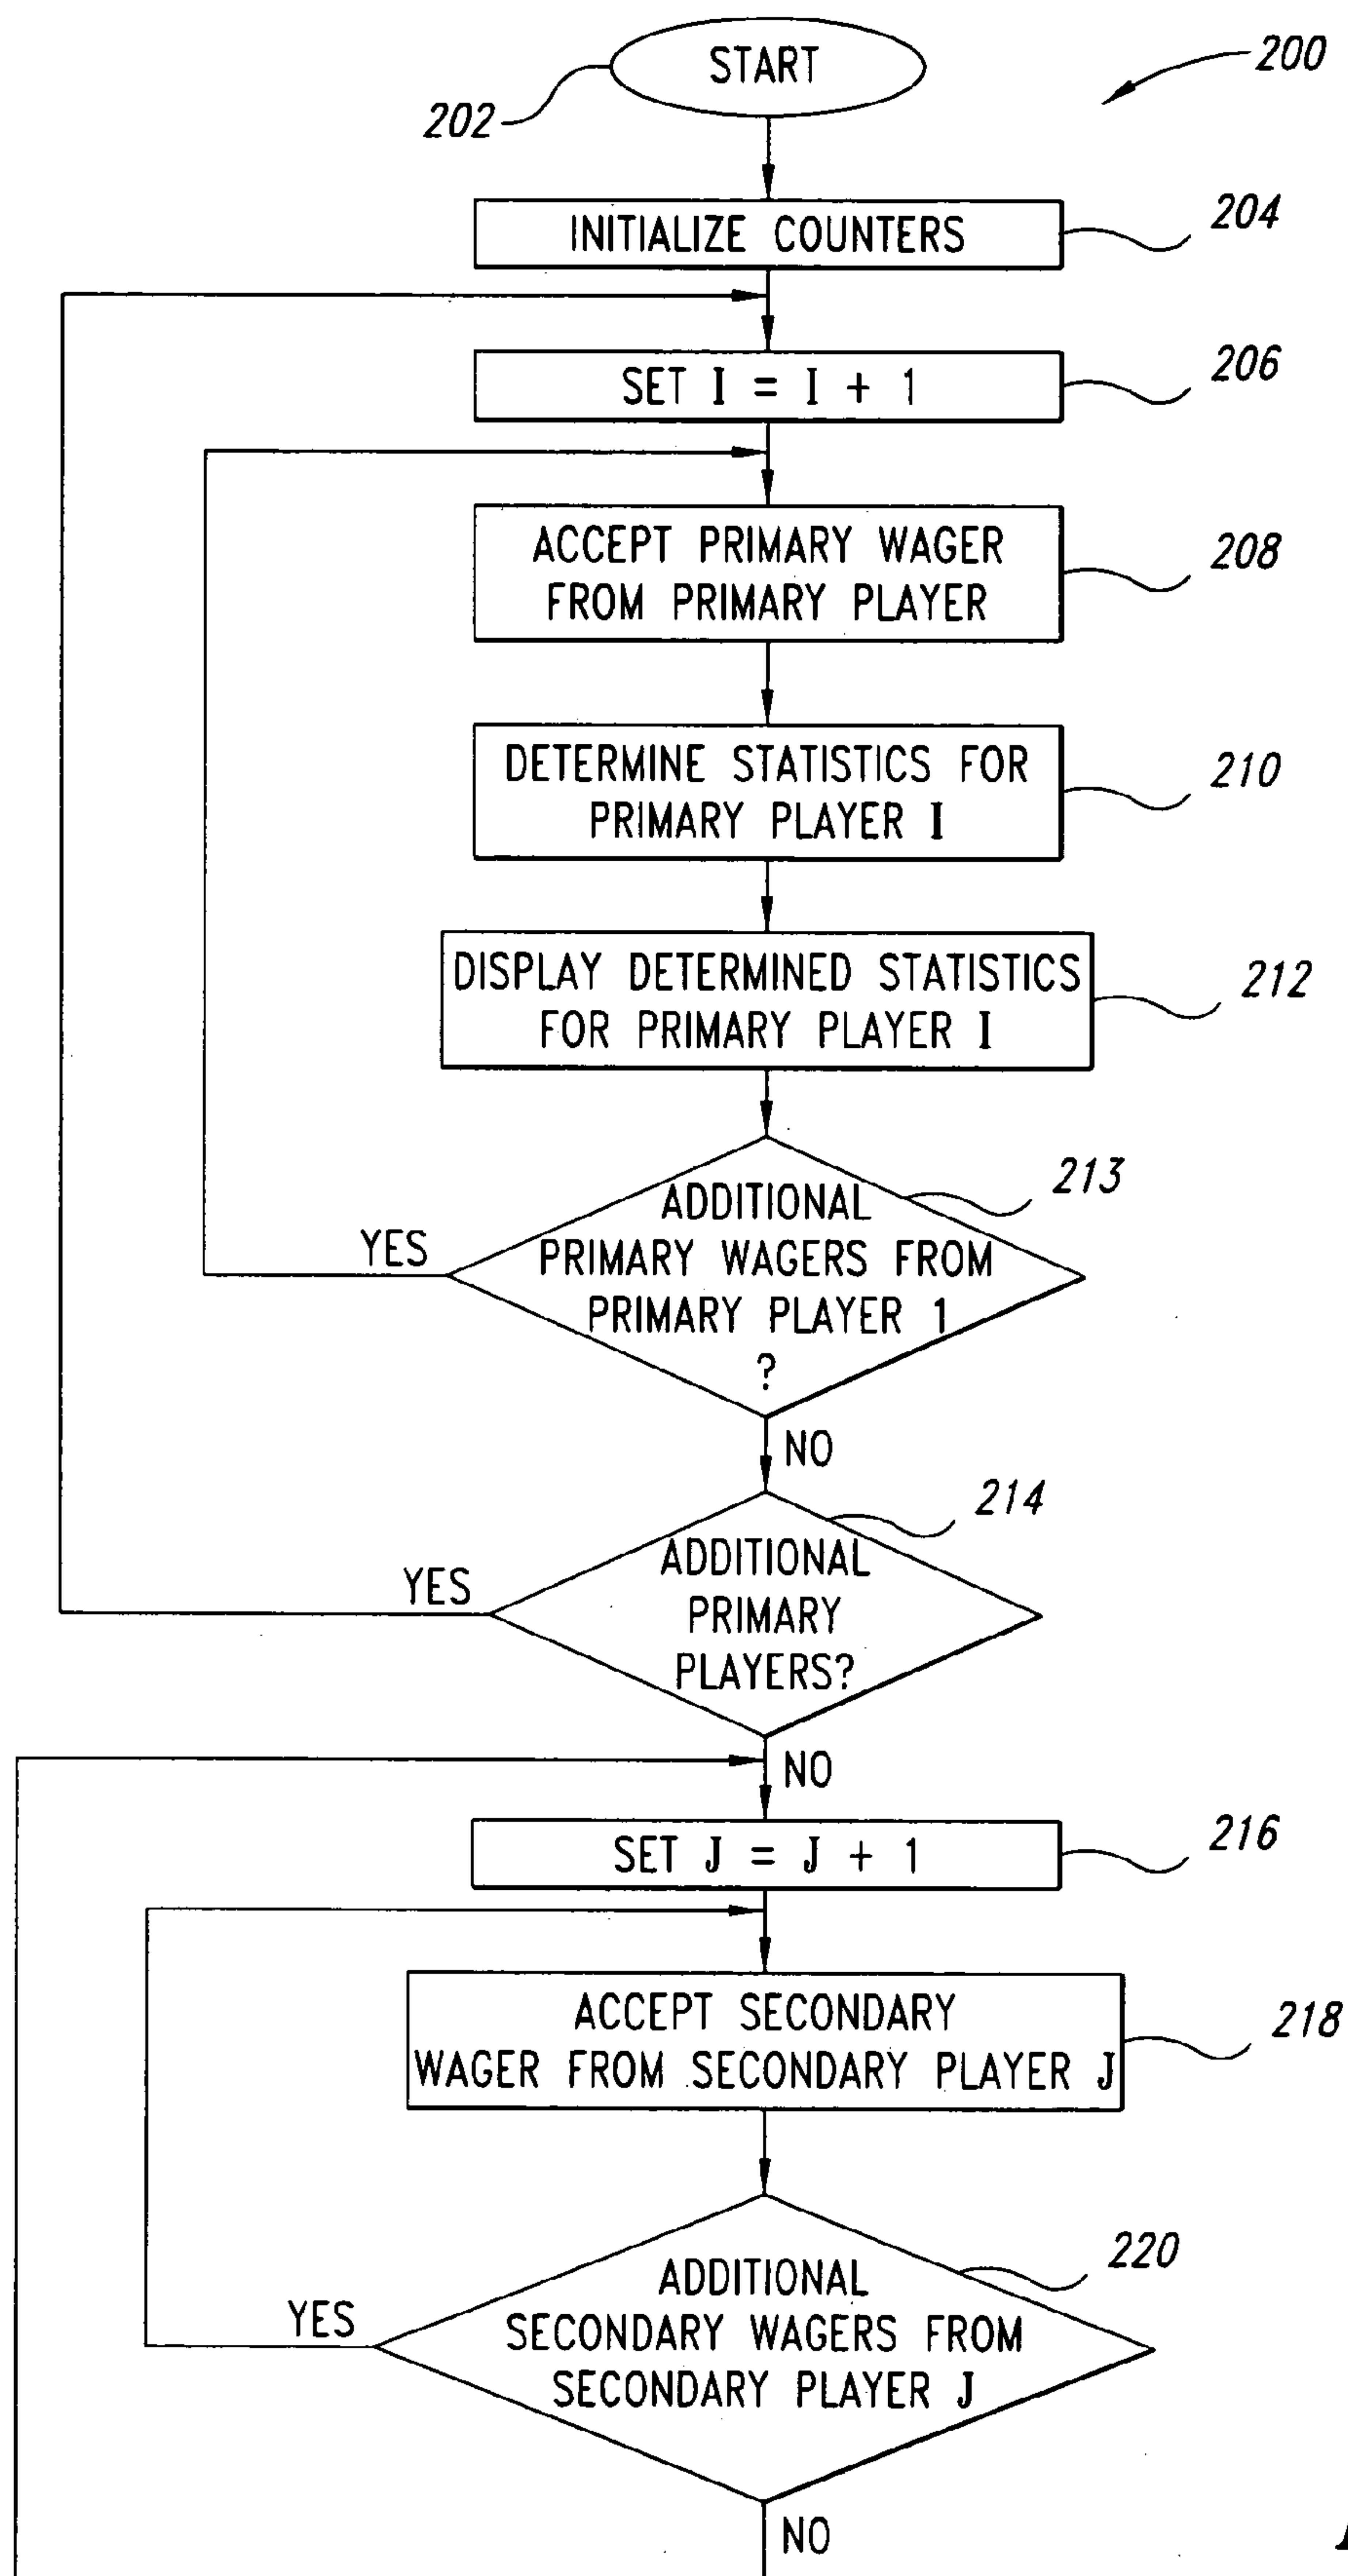 START
200
202
INITIALIZE COUNTERS
204
SET I = I + 1
206
ACCEPT PRIMARY WAGER
FROM PRIMARY PLAYER
208
DETERMINE STATISTICS FOR
PRIMARY PLAYER I
210
DISPLAY DETERMINED STATISTICS
FOR PRIMARY PLAYER I
212
ADDITIONAL
PRIMARY WAGERS FROM
PRIMARY PLAYER 1
?
213
YES
NO
ADDITIONAL
PRIMARY
PLAYERS?
214
YES
NO
SET J = J + 1
216
ACCEPT SECONDARY
WAGER FROM SECONDARY PLAYER J
218
ADDITIONAL
SECONDARY WAGERS FROM
SECONDARY PLAYER J
220
YES
NO